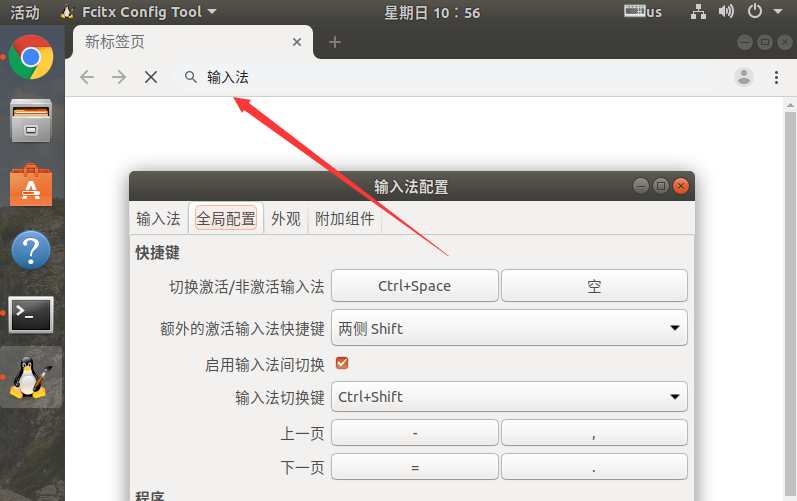 活动 Fcitx Config Tool 星期日 10：56 us
新标签页
输入法
输入法配置
输入法 全局配置 外观 附加组件
快捷键
切换激活/非激活输入法 Ctrl+Space 空
额外的激活输入法快捷键 两侧 Shift
启用输入法间切换
输入法切换键 Ctrl+Shift
上一页 - ,
下一页 = .
程序